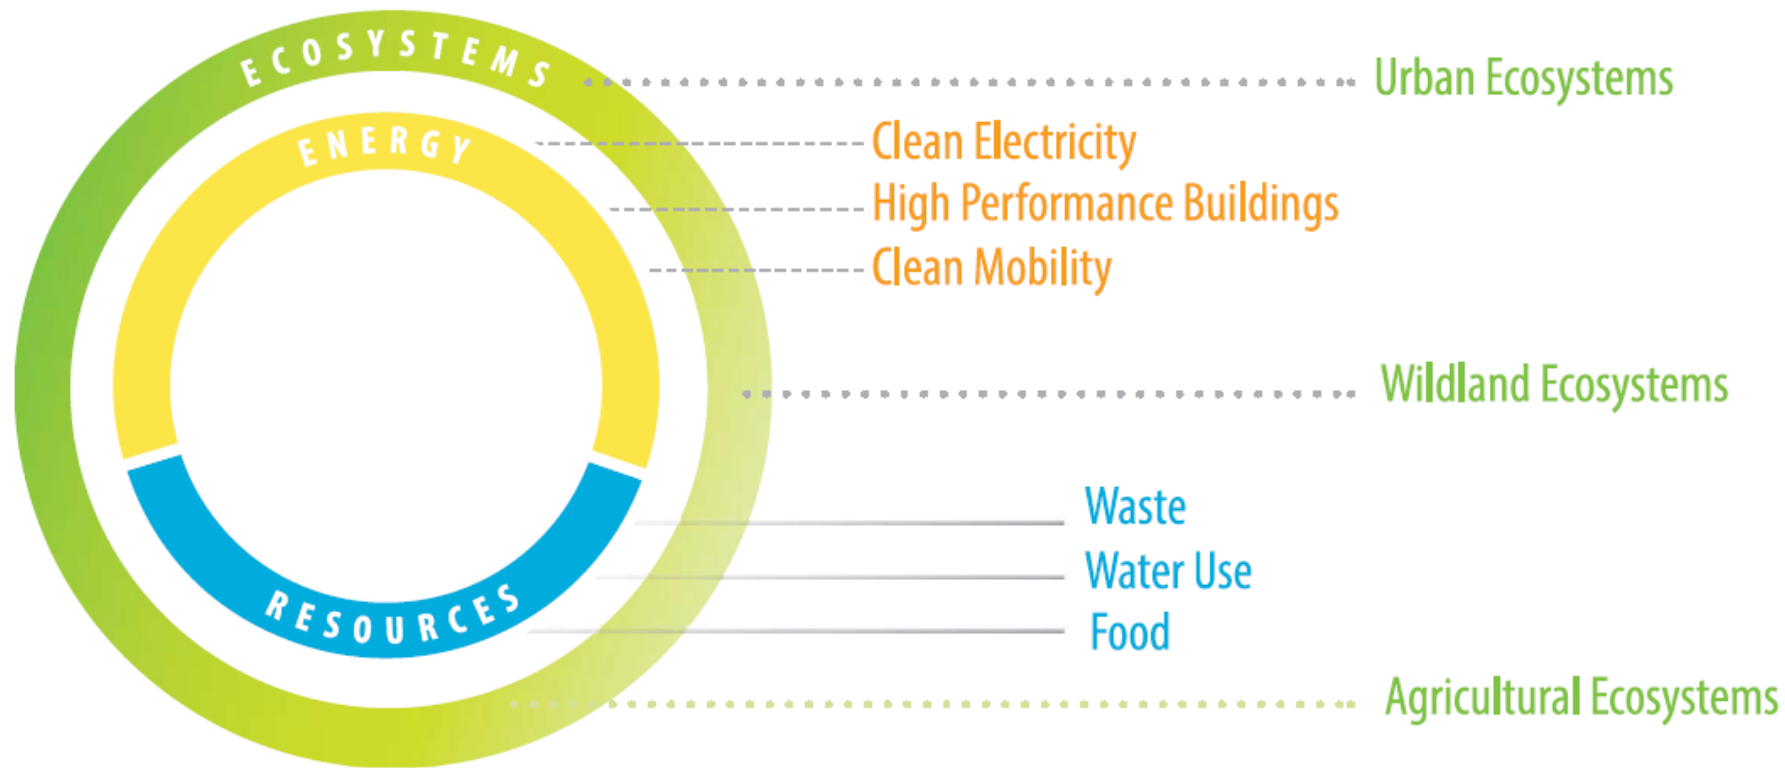 ECOSYSTEMS
Urban Ecosystems
ENERGY
Clean Electricity
High Performance Buildings
Clean Mobility
Wildland Ecosystems
Waste
Water Use
Food
RESOURCES
Agricultural Ecosystems